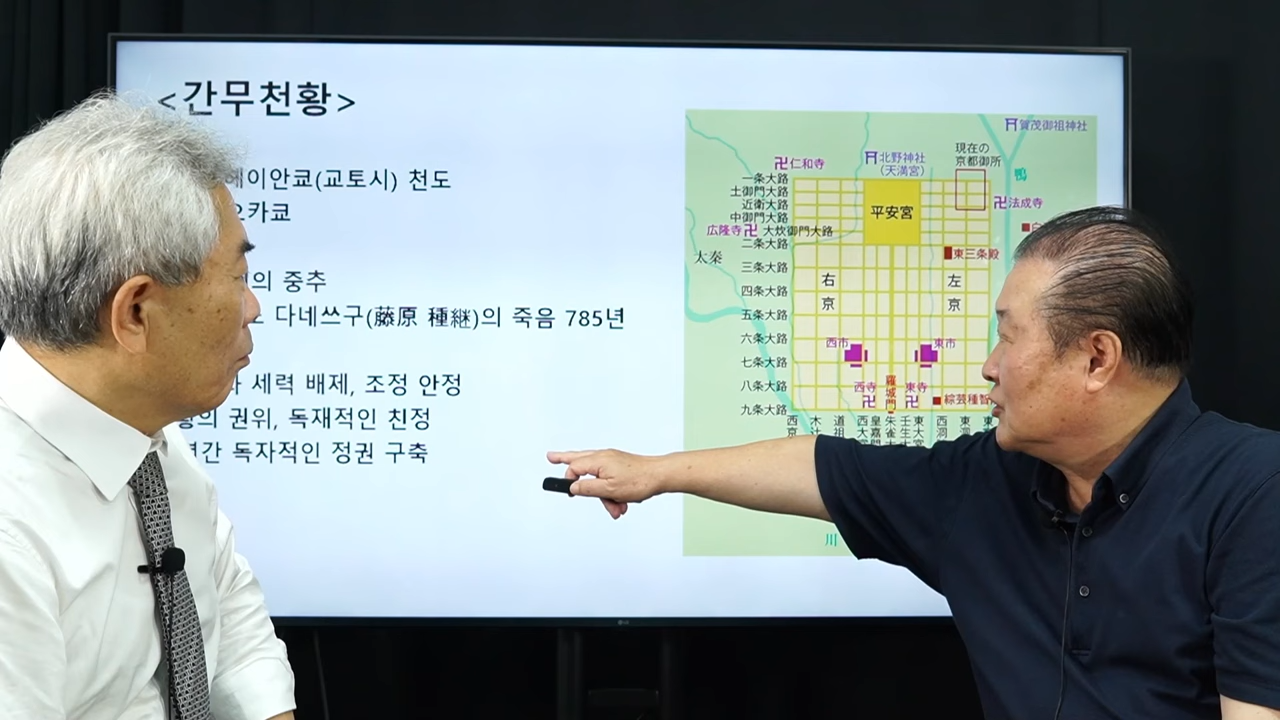 <간무천황>
헤이안쿄(교토시) 천도
오카쿄
의 중추
다네쓰구(藤原 種継)의 죽음 785년
세력 배제, 조정 안정
의 권위, 독재적인 친정
년간 독자적인 정권 구축
賀茂御祖神社
現在の
京都御所
北野神社
(天満宮)
卍仁和寺
鴨
一条大路
土御門大路
近衛大路
中御門大路
平安宮
卍法成寺
広隆寺卍
大炊御門大路
二条大路
東三条殿
太秦
三条大路
四条大路
右京
左京
五条大路
六条大路
西市
東市
七条大路
八条大路
西寺
卍
羅城門
東寺
卍
綜芸種智
九条大路
川
LG